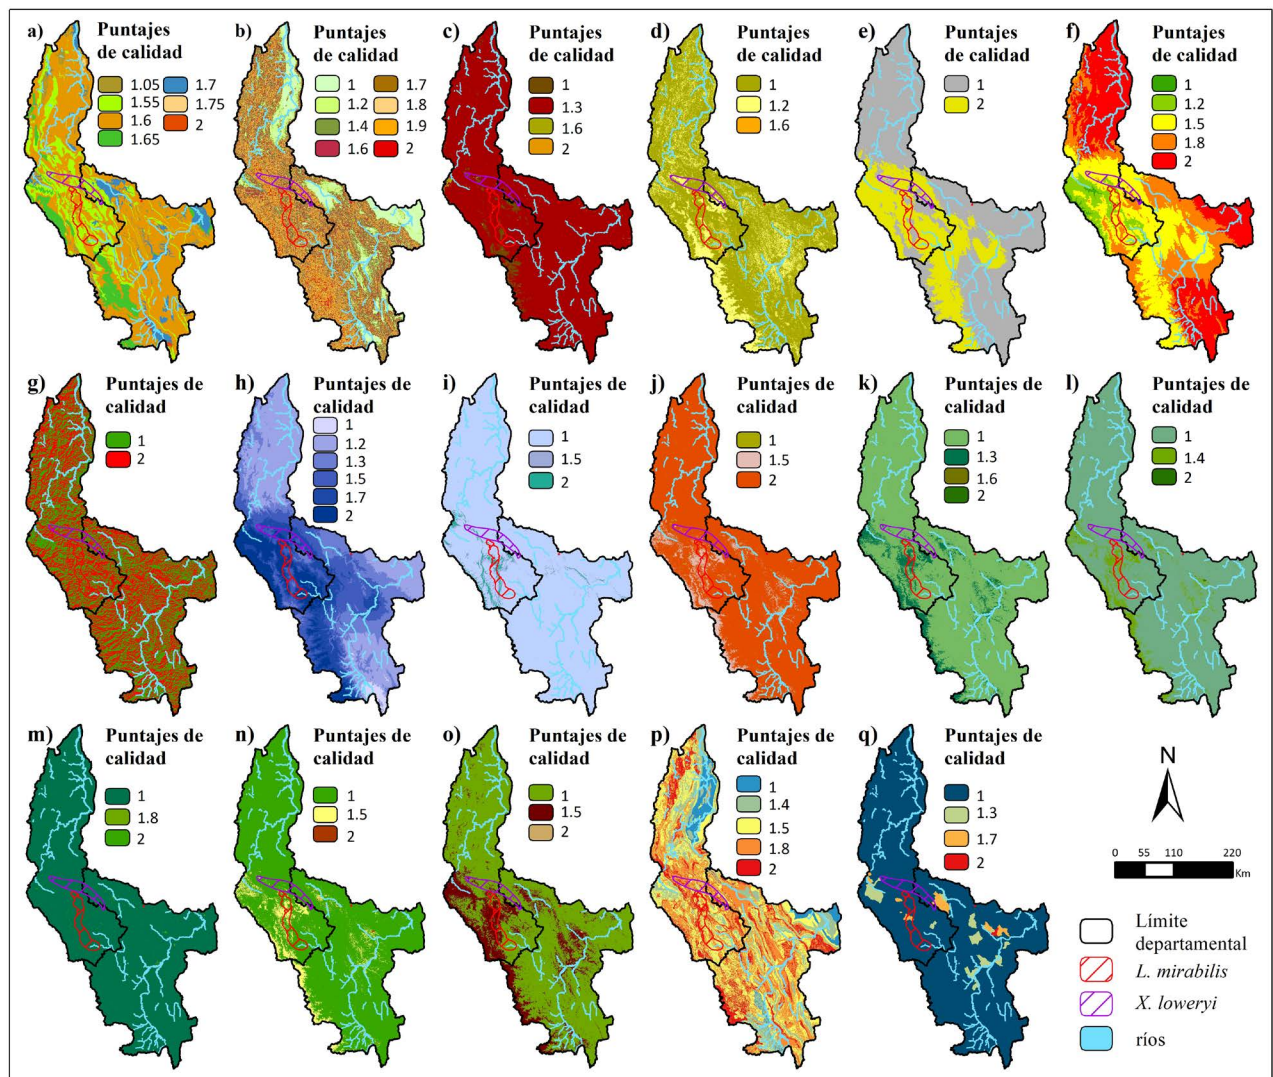 a) Puntajes
de calidad
1.05 1.7
1.55 1.75
1.6 2
1.65
b) Puntajes
de calidad
1 1.7
1.2 1.8
1.4 1.9
1.6 2
c) Puntajes
de calidad
1
1.3
1.6
2
d) Puntajes
de calidad
1
1.2
1.6
e) Puntajes
de calidad
1
2
f) Puntajes
de calidad
1
1.2
1.5
1.8
2
g) Puntajes de
calidad
1
2
h) Puntajes de
calidad
1
1.2
1.3
1.5
1.7
2
i) Puntajes de
calidad
1
1.5
2
j) Puntajes de
calidad
1
1.5
2
k) Puntajes de
calidad
1
1.3
1.6
2
l) Puntajes de
calidad
1
1.4
2
m) Puntajes de
calidad
1
1.8
2
n) Puntajes de
calidad
1
1.5
2
o) Puntajes de
calidad
1
1.5
2
p) Puntajes de
calidad
1
1.4
1.5
1.8
2
q) Puntajes de
calidad
1
1.3
1.7
2
N
0 55 110 220
Km
Límite
departamental
L. mirabilis
X. loweryi
ríos